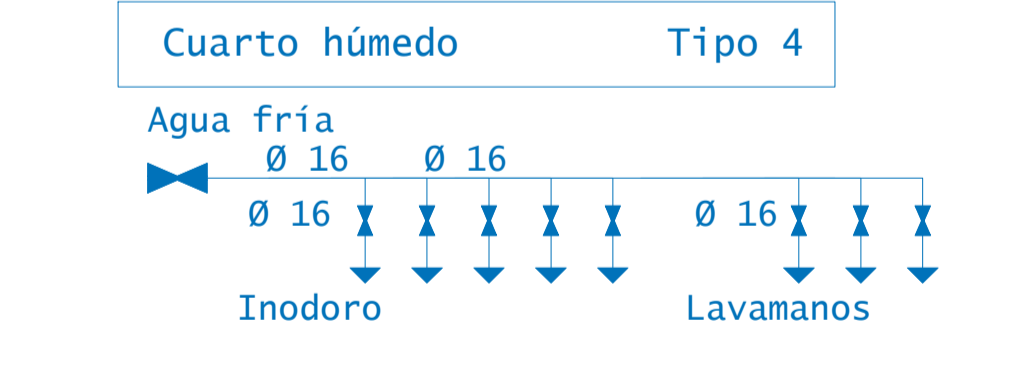 Cuarto húmedo Tipo 4
Agua fría
Ø 16 Ø 16
Ø 16 Ø 16
Inodoro Lavamanos